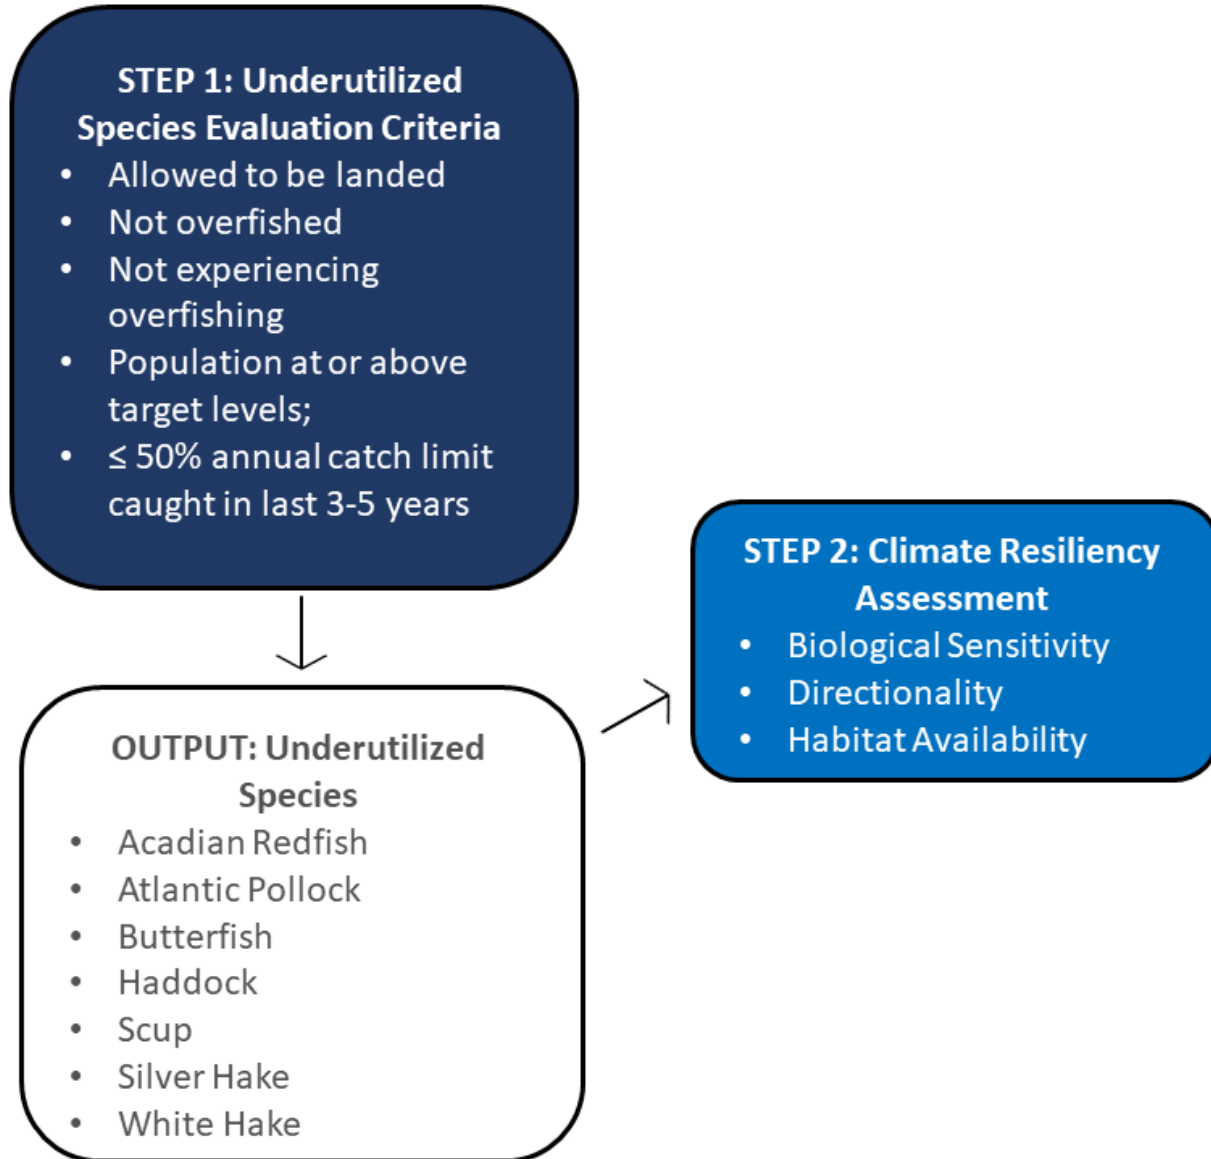 STEP 1: Underutilized
Species Evaluation Criteria
• Allowed to be landed
• Not overfished
• Not experiencing
overfishing
• Population at or above
target levels;
• ≤ 50% annual catch limit
caught in last 3-5 years
OUTPUT: Underutilized
Species
• Acadian Redfish
• Atlantic Pollock
• Butterfish
• Haddock
• Scup
• Silver Hake
• White Hake
STEP 2: Climate Resiliency
Assessment
• Biological Sensitivity
• Directionality
• Habitat Availability